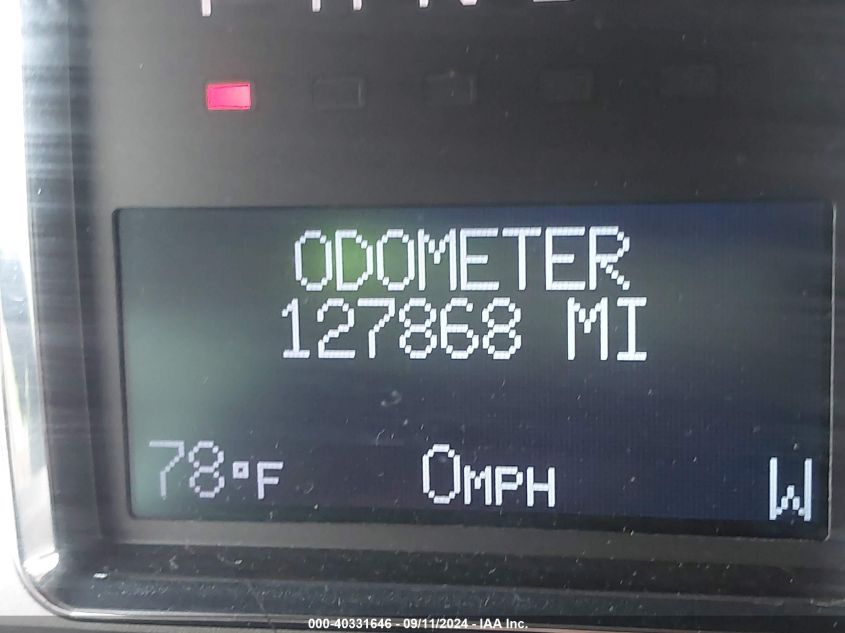 ODOMETER
127868 MI
78°F 0MPH W
000-40331646 - 09/11/2024 - IAA Inc.